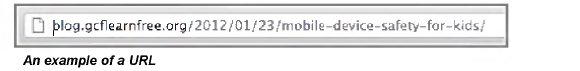 blog.gcflearnfree.org/2012/01/23/mobile-device-safety-for-kids/
An example of a URL